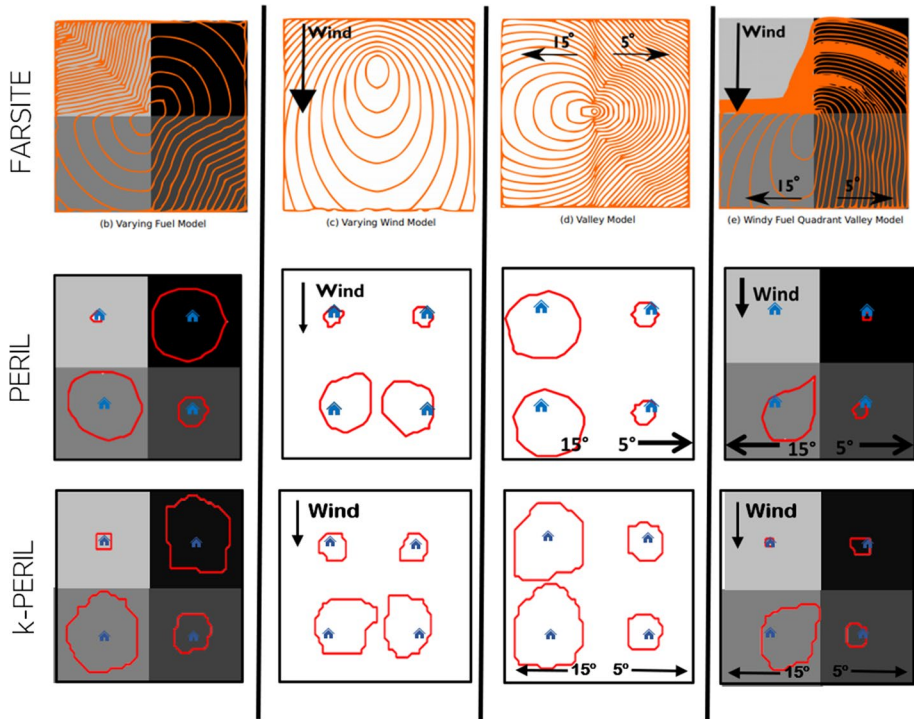 FARSITE
Wind
15° 5°
Wind
15° 5°
(b) Varying Fuel Model
(c) Varying Wind Model
(d) Valley Model
(e) Windy Fuel Quadrant Valley Model
PERIL
Wind
15° 5°
Wind
15° 5°
k-PERIL
Wind
15° 5°
Wind
15° 5°